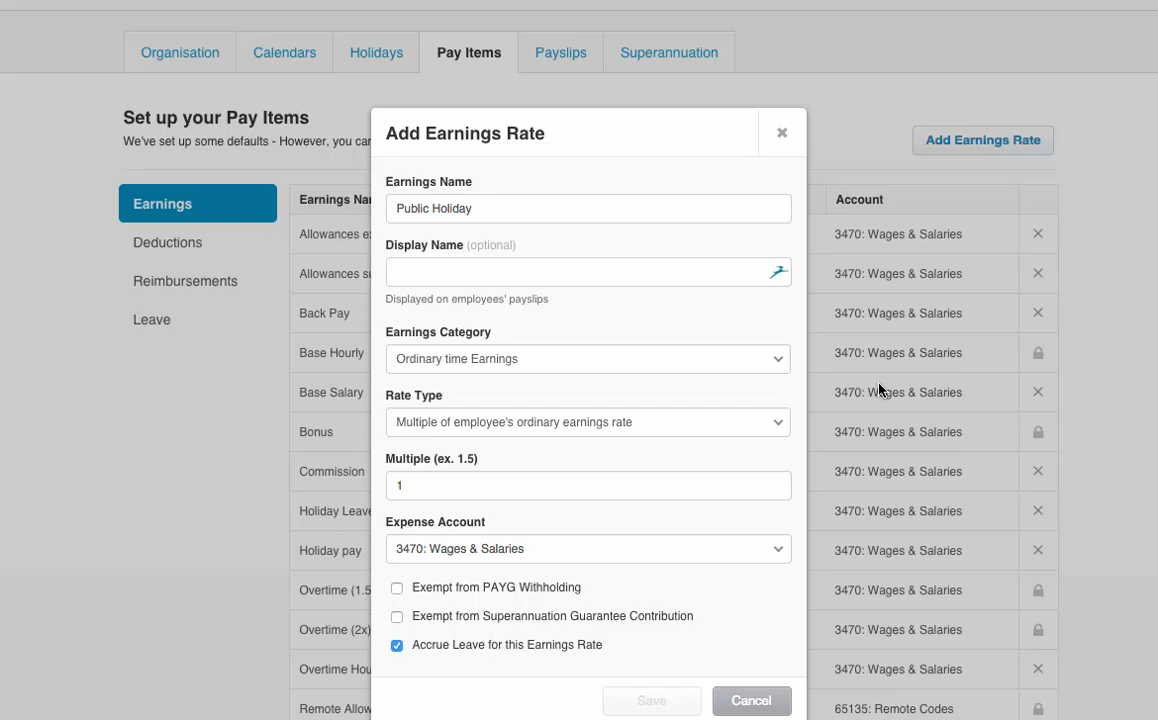 Organisation
Calendars
Holidays
Pay Items
Payslips
Superannuation
Set up your Pay Items
We've set up some defaults - However, you can
Add Earnings Rate
Earnings
Deductions
Reimbursements
Leave
Earnings Na
Account
Allowances e
3470: Wages & Salaries
Allowances su
3470: Wages & Salaries
Back Pay
3470: Wages & Salaries
Base Hourly
3470: Wages & Salaries
Base Salary
3470: Wages & Salaries
Bonus
3470: Wages & Salaries
Commission
3470: Wages & Salaries
Holiday Leave
3470: Wages & Salaries
Holiday pay
3470: Wages & Salaries
Overtime (1.5
3470: Wages & Salaries
Overtime (2x)
3470: Wages & Salaries
Overtime Hou
3470: Wages & Salaries
Remote Allow
65135: Remote Codes
Add Earnings Rate
Earnings Name
Public Holiday
Display Name (optional)
Displayed on employees' payslips
Earnings Category
Ordinary time Earnings
Rate Type
Multiple of employee's ordinary earnings rate
Multiple (ex. 1.5)
1
Expense Account
3470: Wages & Salaries
Exempt from PAYG Withholding
Exempt from Superannuation Guarantee Contribution
Accrue Leave for this Earnings Rate
Save
Cancel